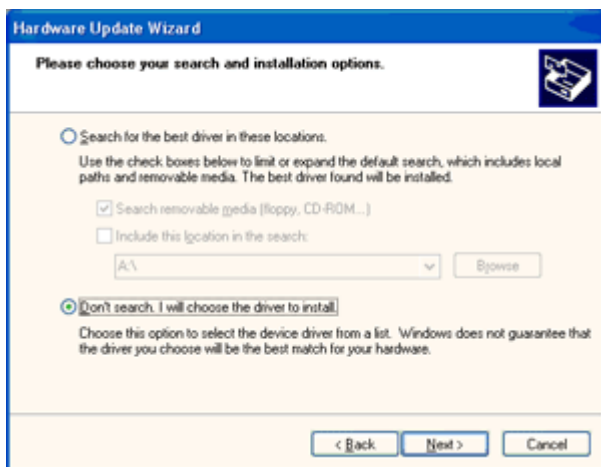 Hardware Update Wizard
Please choose your search and installation options.
Search for the best driver in these locations.
Use the check boxes below to limit or expand the default search, which includes local
paths and removable media. The best driver found will be installed.
Search removable media (floppy, CD-ROM...)
Include this location in the search:
A:\
Browse
Don't search. I will choose the driver to install.
Choose this option to select the device driver from a list. Windows does not guarantee that
the driver you choose will be the best match for your hardware.
< Back Next > Cancel